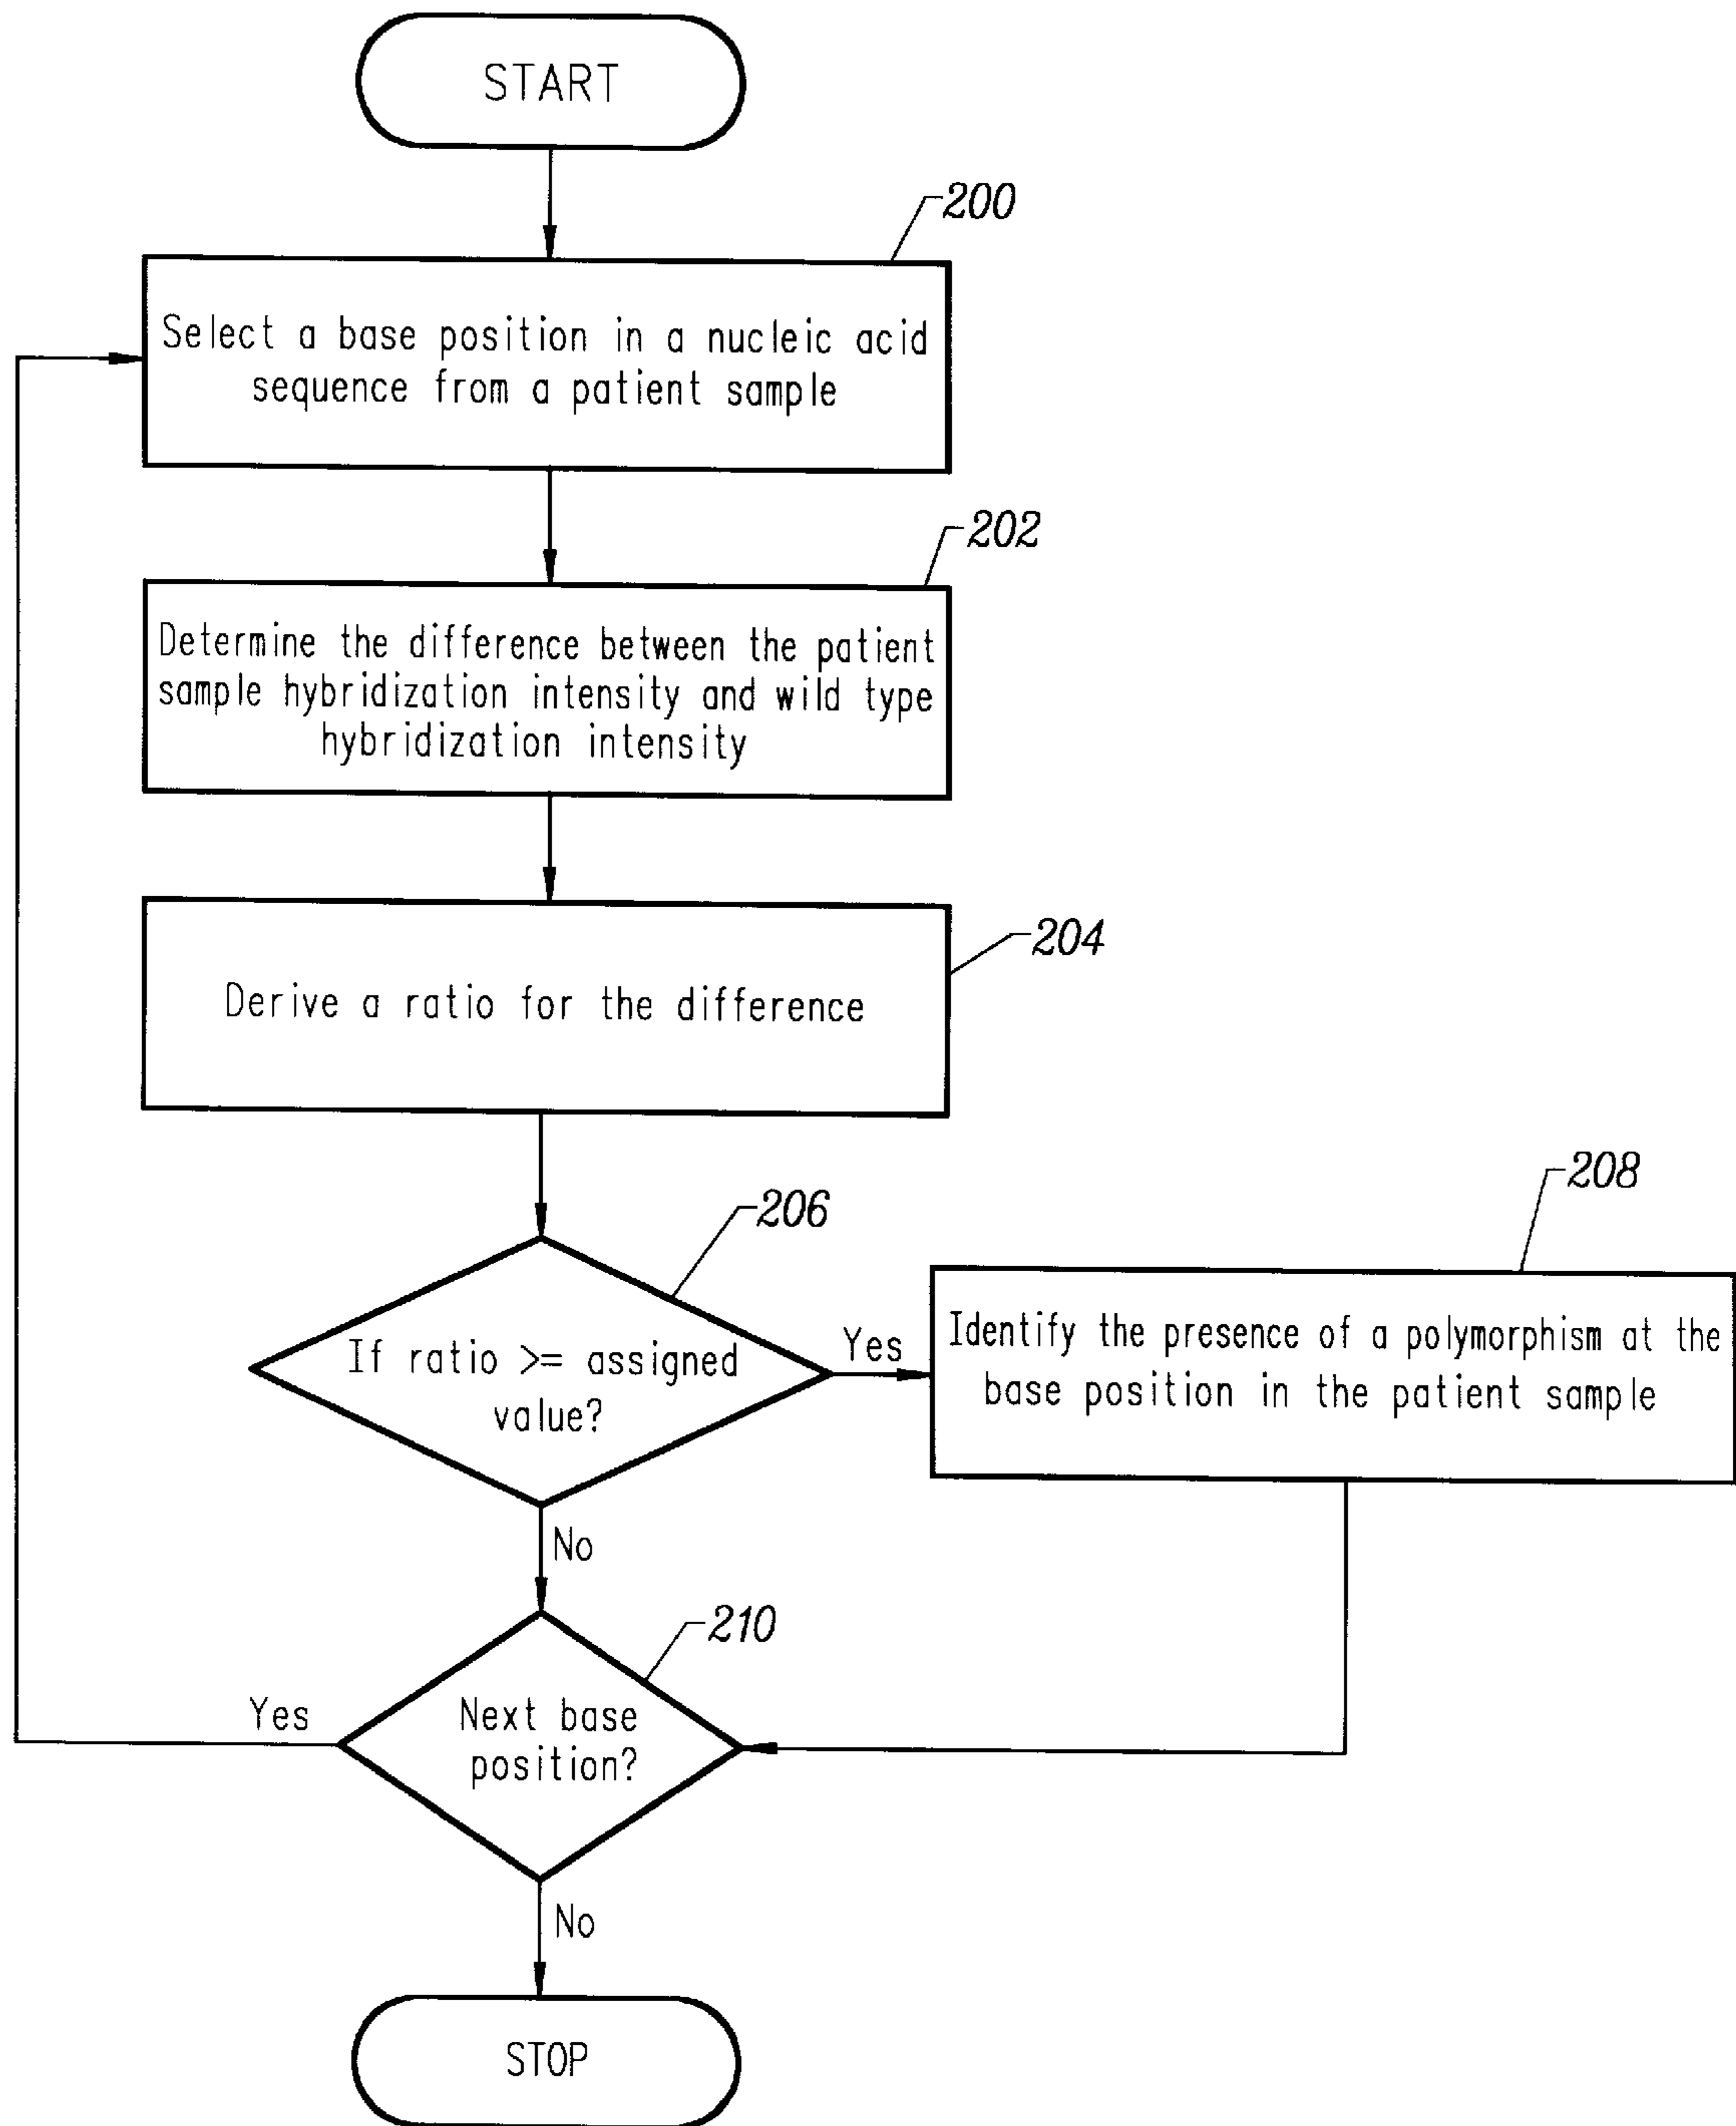 START
200
Select a base position in a nucleic acid
sequence from a patient sample
202
Determine the difference between the patient
sample hybridization intensity and wild type
hybridization intensity
204
Derive a ratio for the difference
206
If ratio >= assigned
value?
Yes
208
Identify the presence of a polymorphism at the
base position in the patient sample
No
210
Next base
position?
Yes
No
STOP